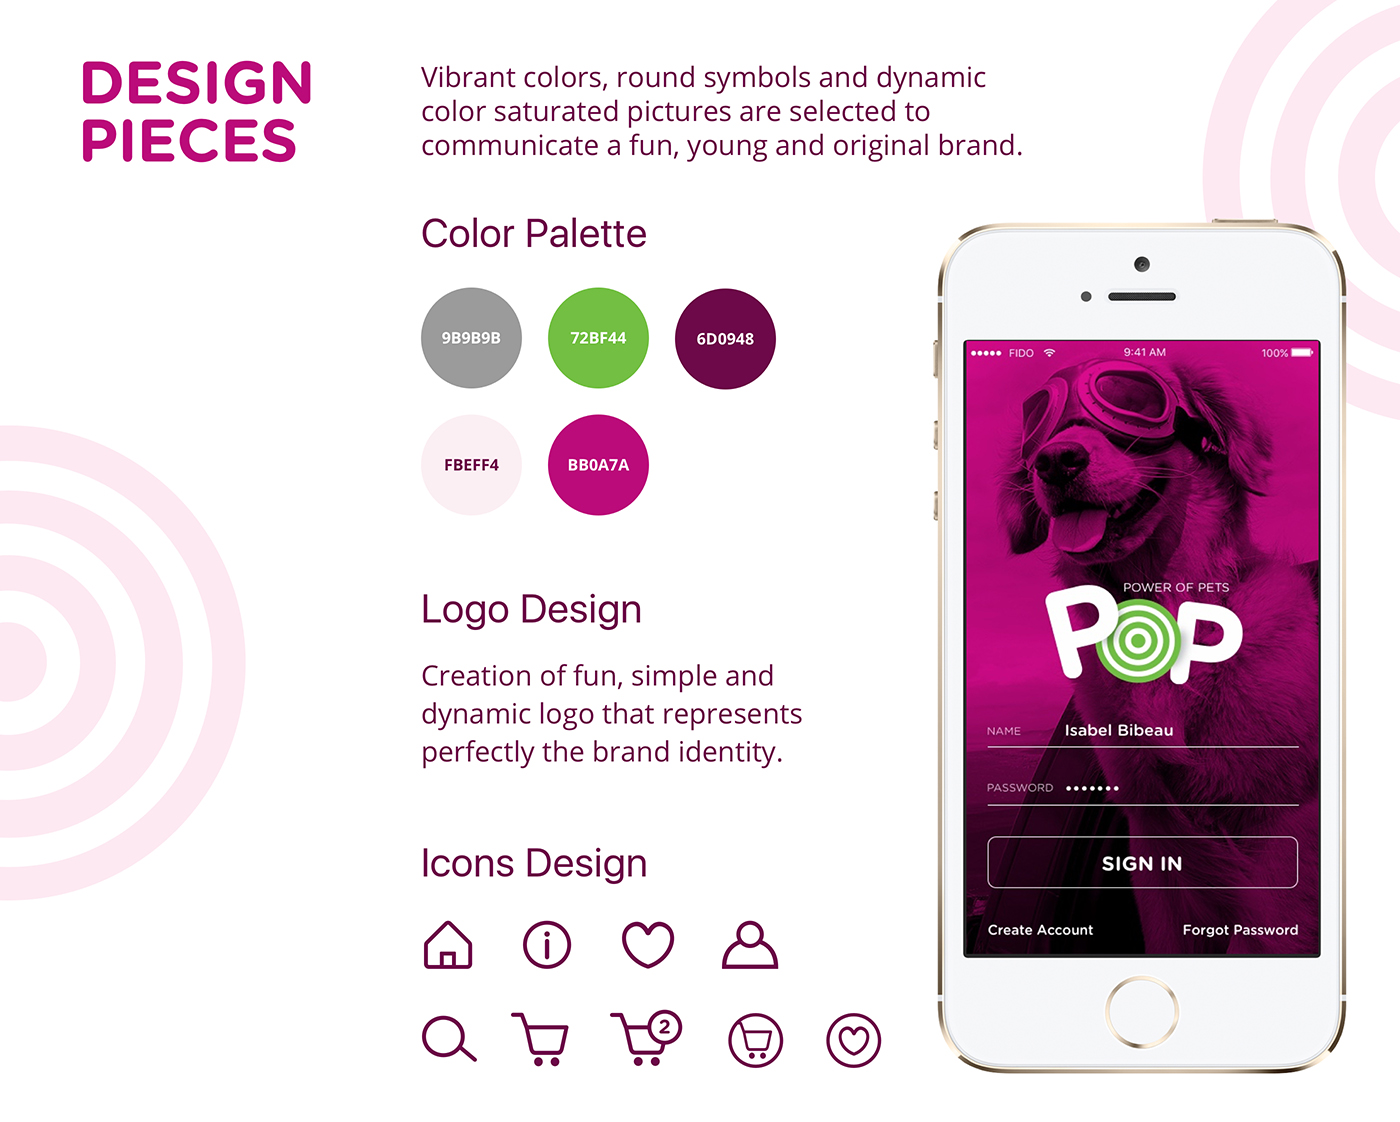 DESIGN
PIECES
Vibrant colors, round symbols and dynamic
color saturated pictures are selected to
communicate a fun, young and original brand.
Color Palette
9B9B9B
72BF44
6D0948
FBEFF4
BB0A7A
Logo Design
Creation of fun, simple and
dynamic logo that represents
perfectly the brand identity.
Icons Design
2
FIDO 9:41 AM 100%
POWER OF PETS
POP
NAME Isabel Bibeau
PASSWORD •••••••
SIGN IN
Create Account Forgot Password